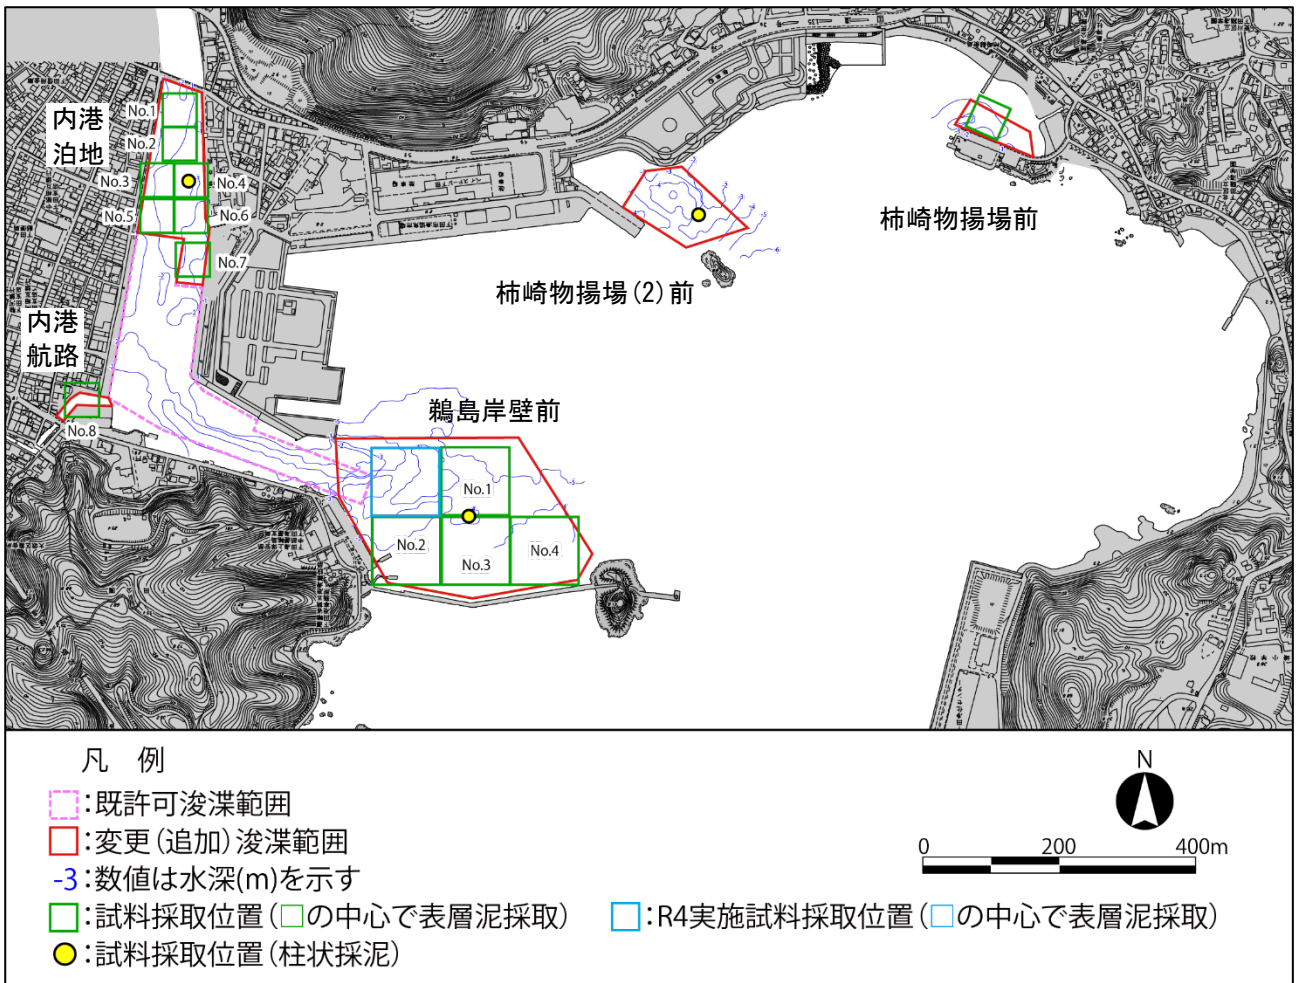 内港
泊地
No.1
No.2
No.3
No.4
No.5
No.6
No.7
内港
航路
No.8
柿崎物揚場前
柿崎物揚場(2)前
鵜島岸壁前
No.1
No.2
No.3
No.4
凡　例
:既許可浚渫範囲
:変更(追加)浚渫範囲
-3:数値は水深(m)を示す
:試料採取位置(□の中心で表層泥採取)
:R4実施試料採取位置(□の中心で表層泥採取)
:試料採取位置(柱状採泥)
N
0 200 400m